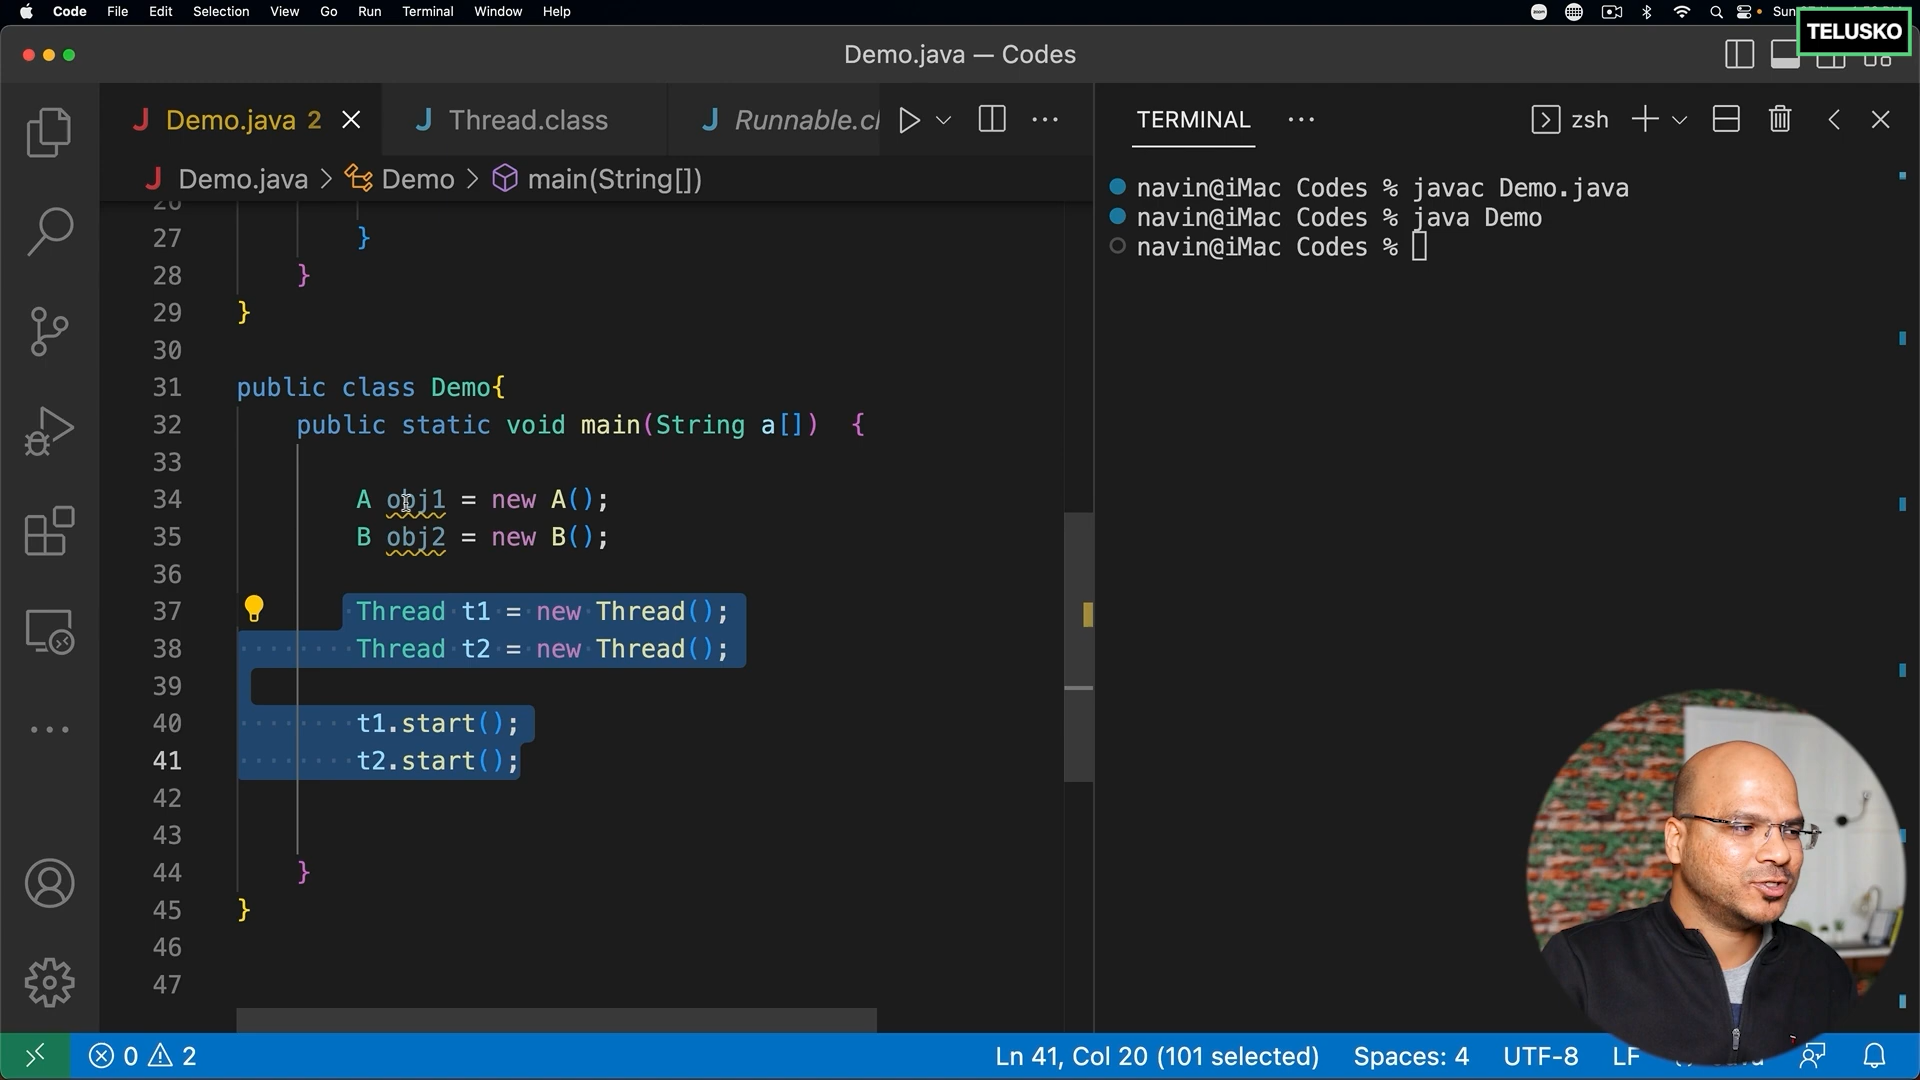 Code File Edit Selection View Go Run Terminal Window Help
Sun
TELUSKO
Demo.java — Codes
Demo.java 2
Thread.class
Runnable.cl
TERMINAL
zsh
Demo.java > Demo > main(String[])
navin@iMac Codes % javac Demo.java
navin@iMac Codes % java Demo
navin@iMac Codes %
26
27 }
28 }
29 }
30
31 public class Demo{
32 public static void main(String a[]) {
33
34 A obj1 = new A();
35 B obj2 = new B();
36
37 Thread t1 = new Thread();
38 Thread t2 = new Thread();
39
40 t1.start();
41 t2.start();
42
43
44 }
45 }
46
47
0 2
Ln 41, Col 20 (101 selected) Spaces: 4 UTF-8 LF